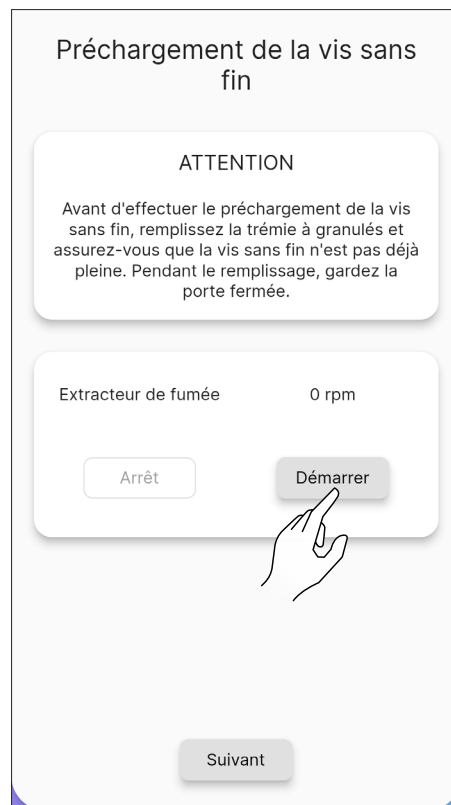 Préchargement de la vis sans
fin
ATTENTION
Avant d'effectuer le préchargement de la vis
sans fin, remplissez la trémie à granulés et
assurez-vous que la vis sans fin n'est pas déjà
pleine. Pendant le remplissage, gardez la
porte fermée.
Extracteur de fumée 0 rpm
Arrêt Démarrer
Suivant